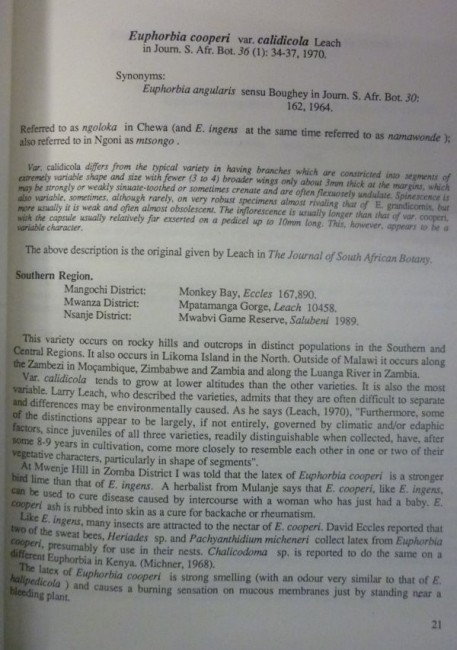 Euphorbia cooperi var. calidicola Leach
in Journ. S. Afr. Bot. 36 (1): 34-37, 1970.
Synonyms:
Euphorbia angularis sensu Boughey in Journ. S. Afr. Bot. 30:
162, 1964.
Referred to as ngoloka in Chewa (and E. ingens at the same time referred to as namawonde );
also referred to in Ngoni as mtsongo .
Var. calidicola differs from the typical variety in having branches which are constricted into segments of
extremely variable shape and size with fewer (3 to 4) broader wings only about 3mm thick at the margins, which
may be strongly or weakly sinuate-toothed or sometimes crenate and are often flexuosely undulate. Spinescence is
also variable, sometimes, although rarely, on very robust specimens almost rivalling that of E. grandicornis, but
more usually it is weak and often almost obsolescent. The inflorescence is usually longer than that of var. cooperi,
with the capsule usually relatively far exserted on a pedicel up to 10mm long. This, however, appears to be a
variable character.
The above description is the original given by Leach in The Journal of South African Botany.
Southern Region.
Mangochi District: Monkey Bay, Eccles 167,890.
Mwanza District: Mpatamanga Gorge, Leach 10458.
Nsanje District: Mwabvi Game Reserve, Salubeni 1989.
This variety occurs on rocky hills and outcrops in distinct populations in the Southern and
Central Regions. It also occurs in Likoma Island in the North. Outside of Malawi it occurs along
the Zambezi in Moçambique, Zimbabwe and Zambia and along the Luanga River in Zambia.
Var. calidicola tends to grow at lower altitudes than the other varieties. It is also the most
variable. Larry Leach, who described the varieties, admits that they are often difficult to separate
and differences may be environmentally caused. As he says (Leach, 1970), "Furthermore, some
of the distinctions appear to be largely, if not entirely, governed by climatic and/or edaphic
factors, since juveniles of all three varieties, readily distinguishable when collected, have, after
some 8-9 years in cultivation, come more closely to resemble each other in one or two of their
vegetative characters, particularly in shape of segments".
At Mwenje Hill in Zomba District I was told that the latex of Euphorbia cooperi is a stronger
bird lime than that of E. ingens. A herbalist from Mulanje says that E. cooperi, like E. ingens,
can be used to cure disease caused by intercourse with a woman who has just had a baby. E.
cooperi ash is rubbed into skin as a cure for backache or rheumatism.
Like E. ingens, many insects are attracted to the nectar of E. cooperi. David Eccles reported that
two of the sweat bees, Heriades sp. and Pachyanthidium micheneri collect latex from Euphorbia
cooperi, presumably for use in their nests. Chalicodoma sp. is reported to do the same on a
different Euphorbia in Kenya. (Michner, 1968).
The latex of Euphorbia cooperi is strong smelling (with an odour very similar to that of E.
halipedicola ) and causes a burning sensation on mucous membranes just by standing near a
bleeding plant.
21